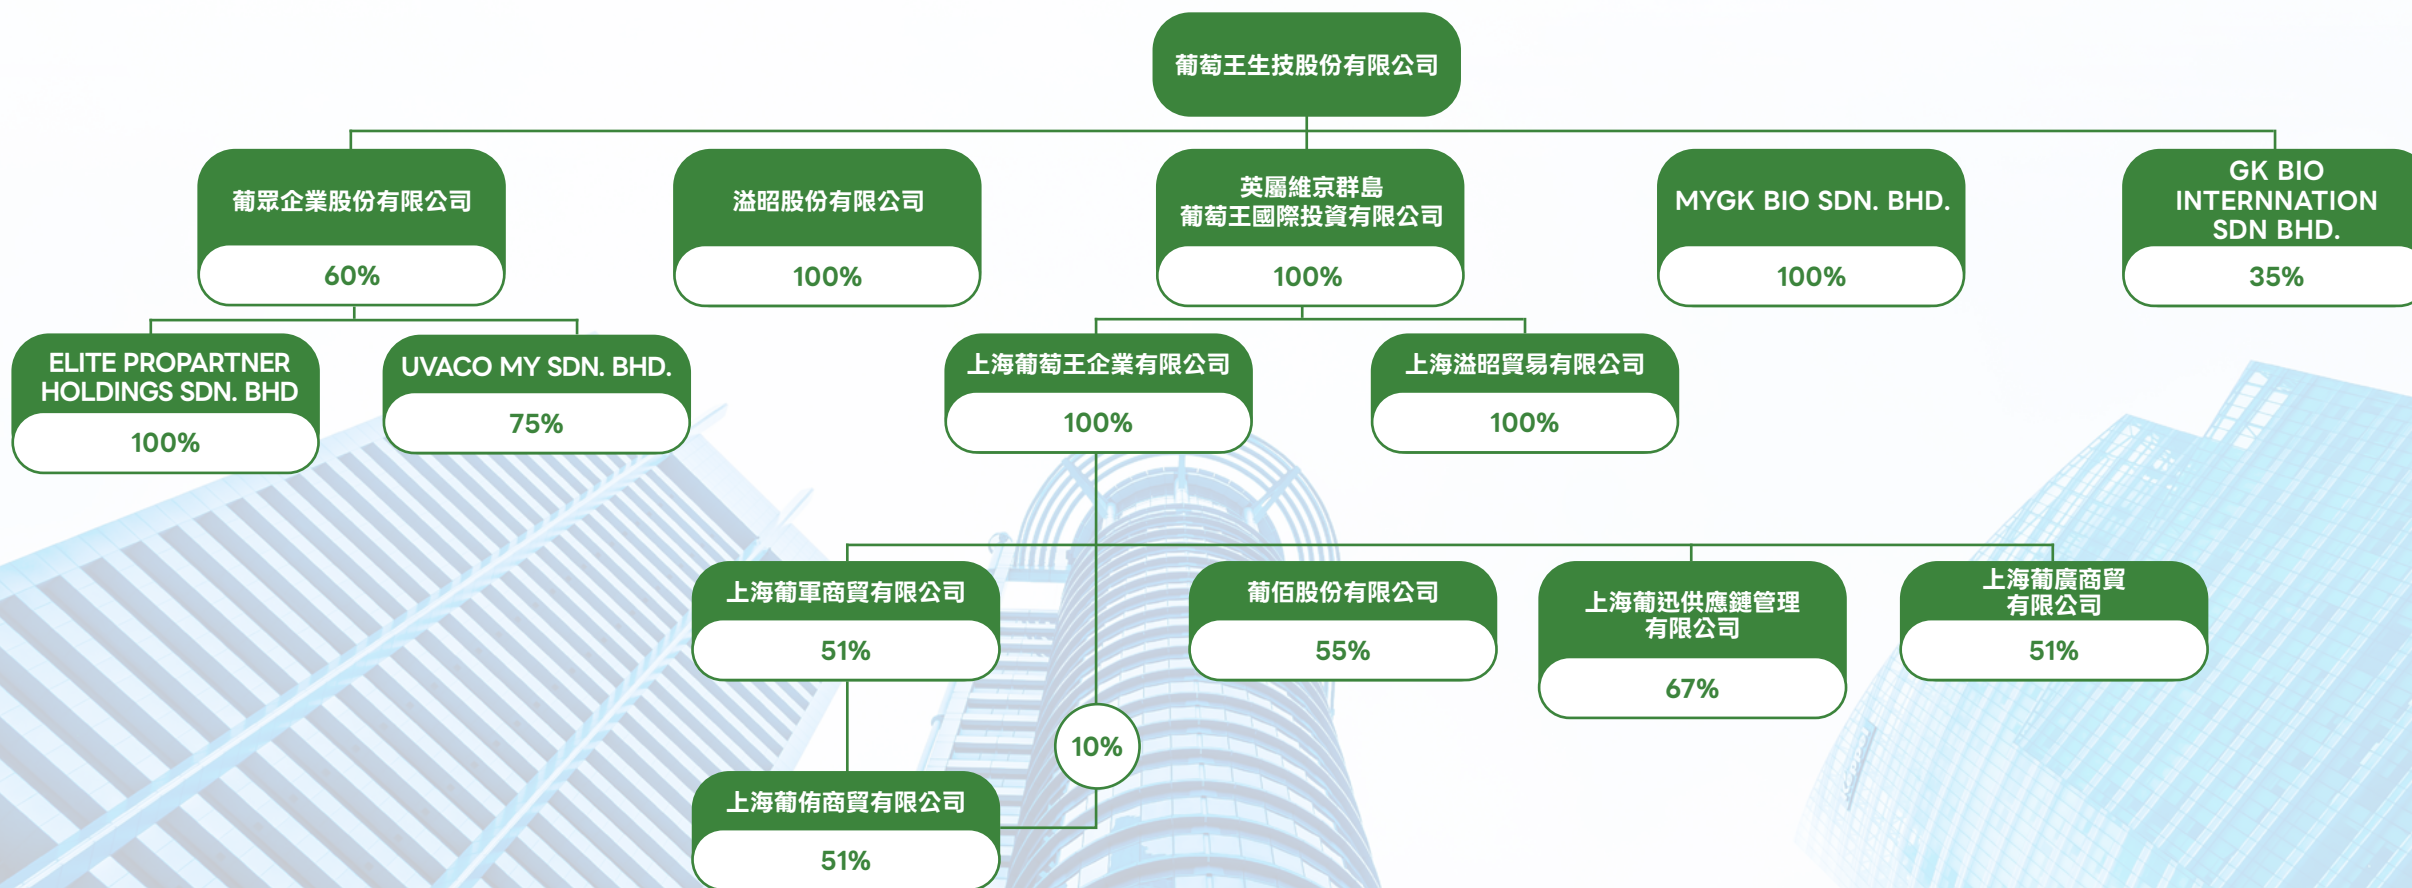 葡萄王生技股份有限公司
葡眾企業股份有限公司
60%
溢昭股份有限公司
100%
英屬維京群島
葡萄王國際投資有限公司
100%
MYGK BIO SDN. BHD.
100%
GK BIO
INTERNNATION
SDN BHD.
35%
ELITE PROPARTNER
HOLDINGS SDN. BHD
100%
UVACO MY SDN. BHD.
75%
上海葡萄王企業有限公司
100%
上海溢昭貿易有限公司
100%
上海葡軍商貿有限公司
51%
葡佰股份有限公司
55%
上海葡迅供應鏈管理
有限公司
67%
上海葡廣商貿
有限公司
51%
10%
上海葡侑商貿有限公司
51%